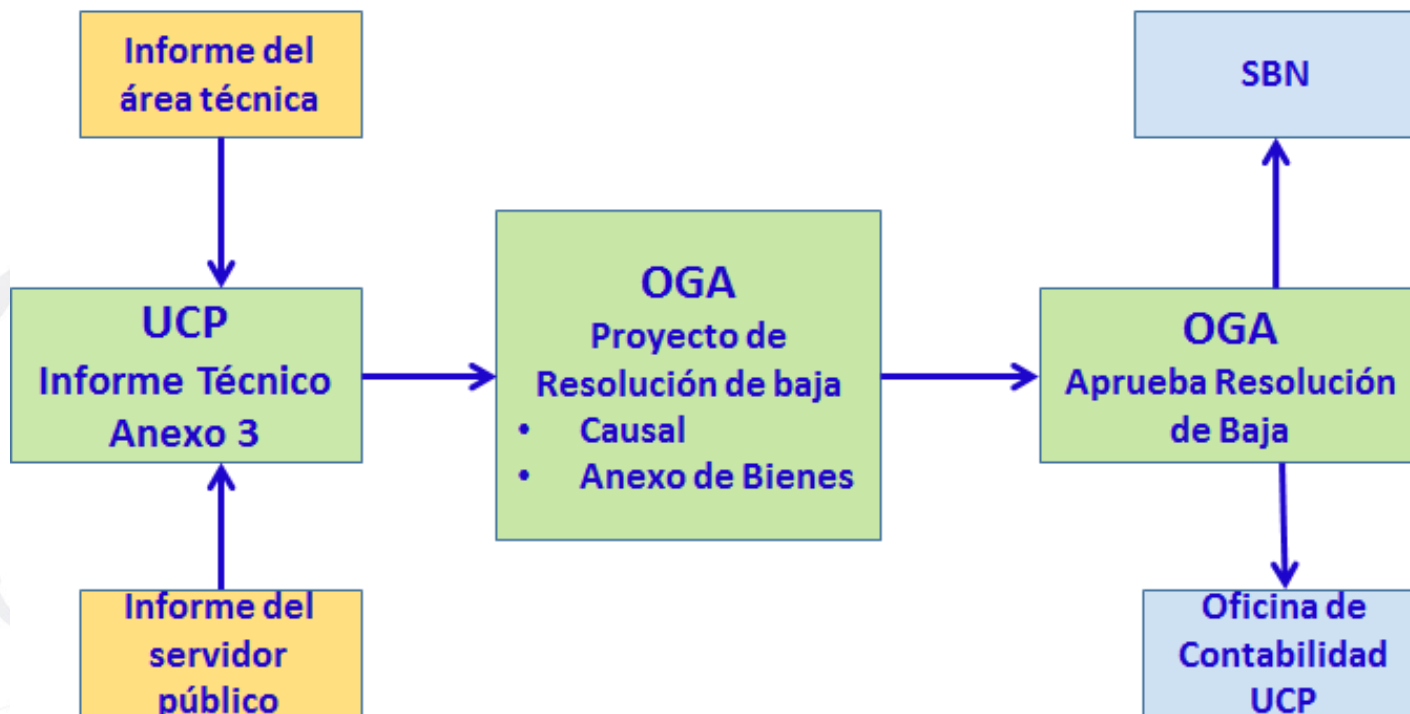 Informe del
área técnica
UCP
Informe Técnico
Anexo 3
Informe del
servidor
público
OGA
Proyecto de
Resolución de baja
• Causal
• Anexo de Bienes
SBN
OGA
Aprueba Resolución
de Baja
Oficina de
Contabilidad
UCP